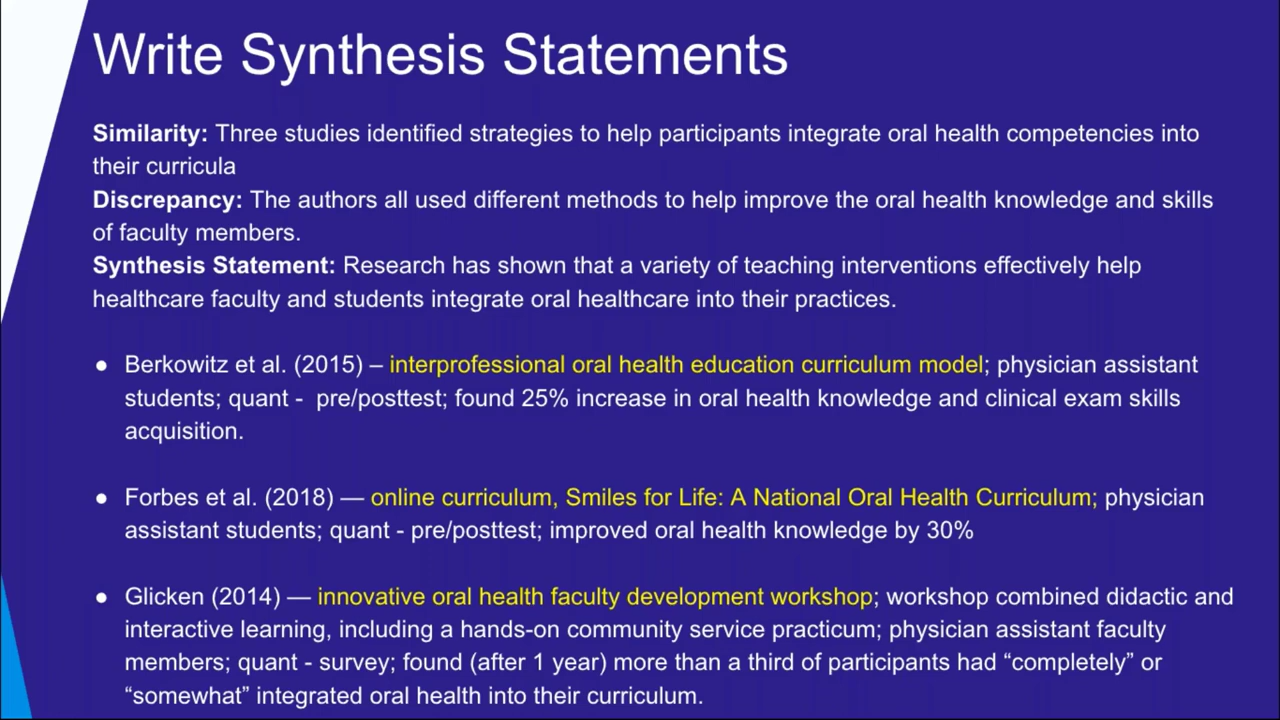 Write Synthesis Statements
Similarity: Three studies identified strategies to help participants integrate oral health competencies into
their curricula
Discrepancy: The authors all used different methods to help improve the oral health knowledge and skills
of faculty members.
Synthesis Statement: Research has shown that a variety of teaching interventions effectively help
healthcare faculty and students integrate oral healthcare into their practices.
● Berkowitz et al. (2015) – interprofessional oral health education curriculum model; physician assistant
students; quant -  pre/posttest; found 25% increase in oral health knowledge and clinical exam skills
acquisition.
● Forbes et al. (2018) — online curriculum, Smiles for Life: A National Oral Health Curriculum; physician
assistant students; quant - pre/posttest; improved oral health knowledge by 30%
● Glicken (2014) — innovative oral health faculty development workshop; workshop combined didactic and
interactive learning, including a hands-on community service practicum; physician assistant faculty
members; quant - survey; found (after 1 year) more than a third of participants had “completely” or
“somewhat” integrated oral health into their curriculum.